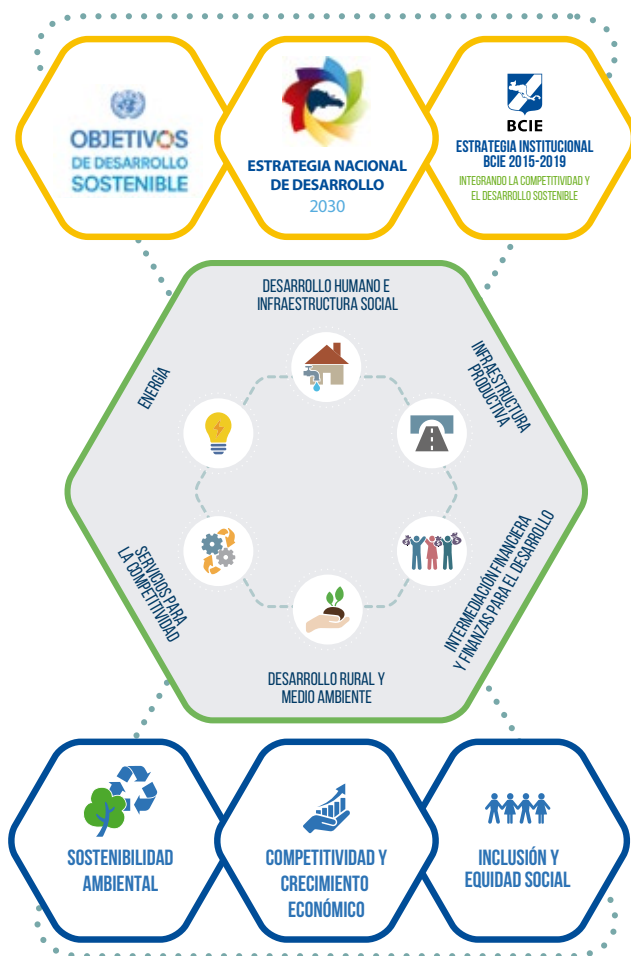 OBJETIVOS
DE DESARROLLO
SOSTENIBLE
ESTRATEGIA NACIONAL
DE DESARROLLO
2030
BCIE
ESTRATEGIA INSTITUCIONAL
BCIE 2015-2019
INTEGRANDO LA COMPETITIVIDAD Y
EL DESARROLLO SOSTENIBLE
DESARROLLO HUMANO E
INFRAESTRUCTURA SOCIAL
ENERGÍA
INFRAESTRUCTURA
PRODUCTIVA
SERVICIOS PARA
LA COMPETITIVIDAD
INTERMEDIACIÓN FINANCIERA
Y FINANZAS PARA EL DESARROLLO
DESARROLLO RURAL Y
MEDIO AMBIENTE
SOSTENIBILIDAD
AMBIENTAL
COMPETITIVIDAD Y
CRECIMIENTO
ECONÓMICO
INCLUSIÓN Y
EQUIDAD SOCIAL